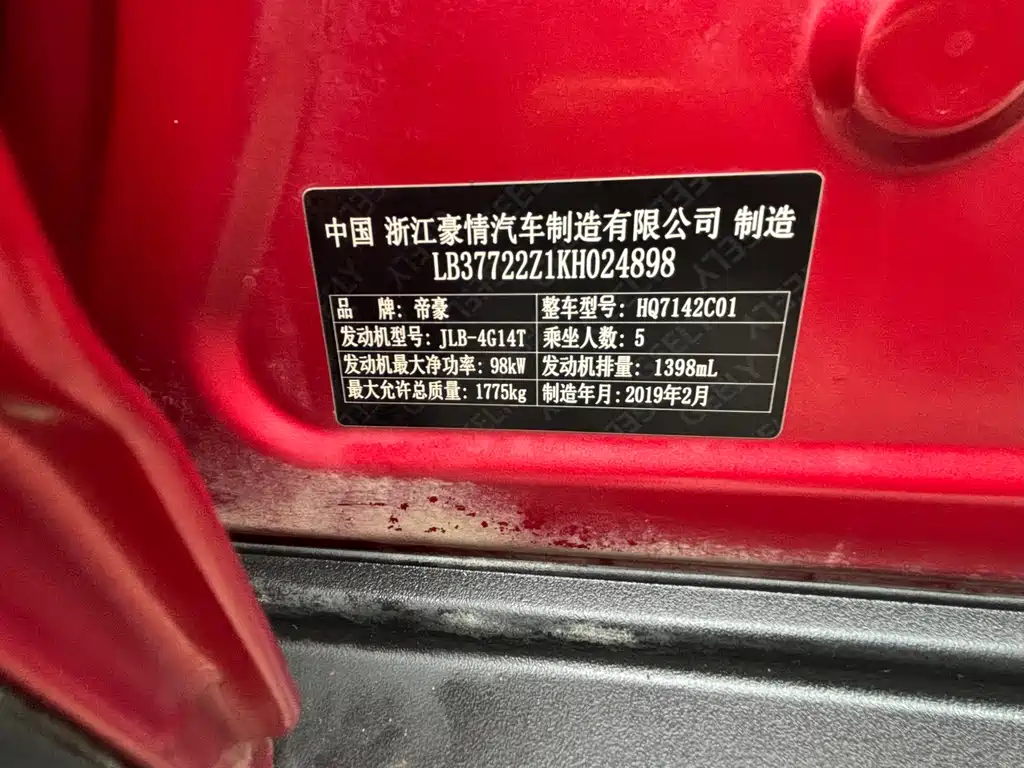 中国 浙江豪情汽车制造有限公司 制造
LB37722Z1KH024898
品 牌: 帝豪 整车型号: HQ7142C01
发动机型号: JLB-4G14T 乘坐人数: 5
发动机最大净功率: 98kW 发动机排量: 1398mL
最大允许总质量: 1775kg 制造年月: 2019年2月